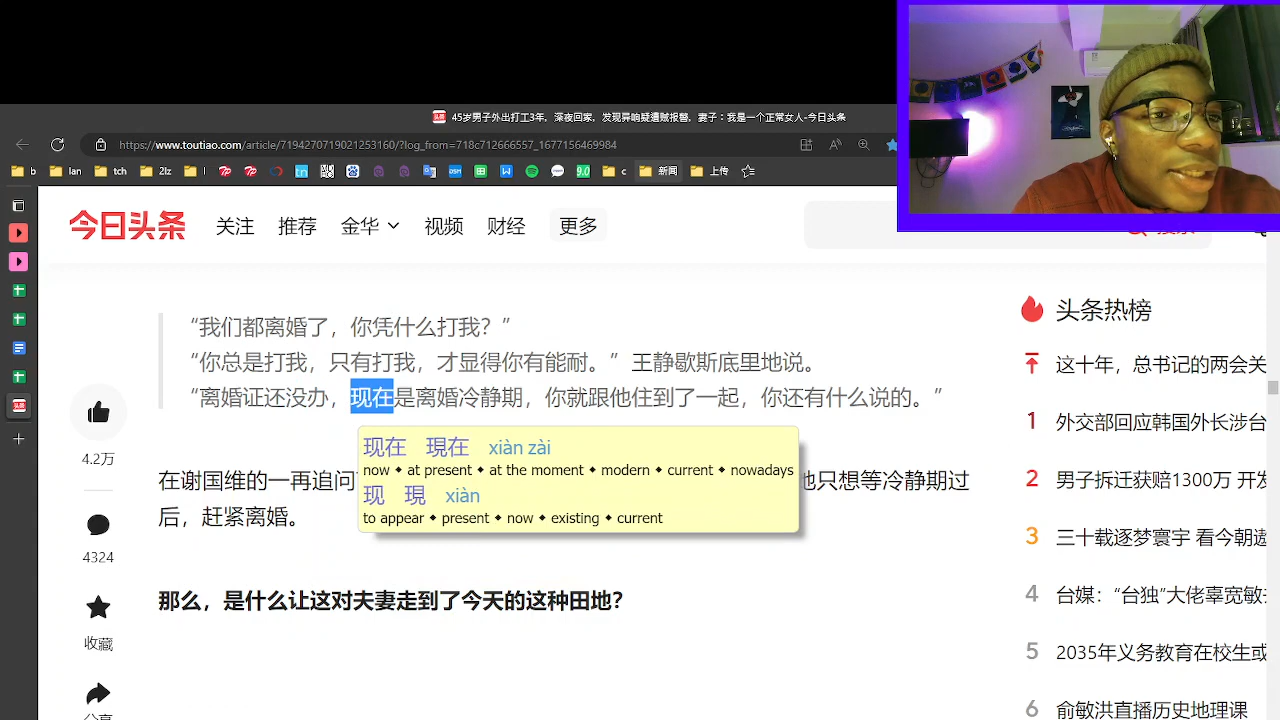 45岁男子外出打工3年，深夜回家，发现异响疑遭贼报警，妻子：我是一个正常女人-今日头条
https://www.toutiao.com/article/7194270719021253160/?log_from=718c712666557_1677156469984
b lan tch 2lz c 新闻 上传
今日头条 关注 推荐 金华 视频 财经 更多
“我们都离婚了，你凭什么打我？”
“你总是打我，只有打我，才显得你有能耐。”王静歇斯底里地说。
“离婚证还没办，现在是离婚冷静期，你就跟他住到了一起，你还有什么说的。”
现在 現在 xiàn zài
now ◆ at present ◆ at the moment ◆ modern ◆ current ◆ nowadays
现 現 xiàn
to appear ◆ present ◆ now ◆ existing ◆ current
在谢国维的一再追问 他只想等冷静期过
后，赶紧离婚。
那么，是什么让这对夫妻走到了今天的这种田地？
4.2万
4324
收藏
分享
头条热榜
这十年，总书记的两会关
1 外交部回应韩国外长涉台
2 男子拆迁获赔1300万 开发
3 三十载逐梦寰宇 看今朝遨
4 台媒：“台独”大佬辜宽敏
5 2035年义务教育在校生或
6 俞敏洪直播历史地理课